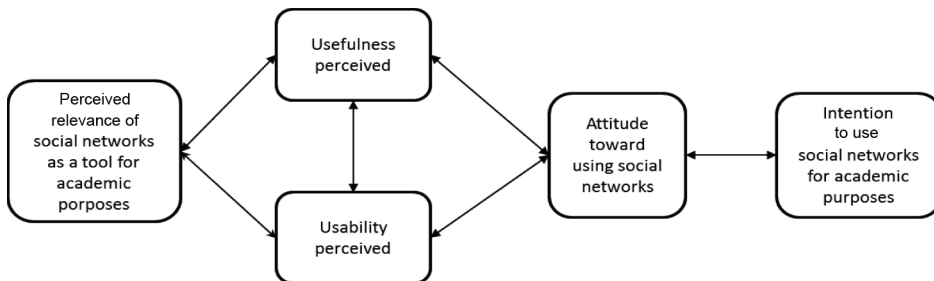 Usefulness
perceived
Perceived
relevance of
social networks
as a tool for
academic
porposes
Attitude
toward
using social
networks
Intention
to use
social networks
for academic
purposes
Usability
perceived